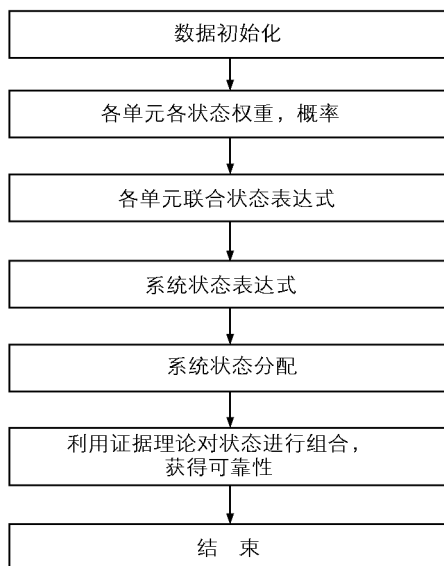 数据初始化
各单元各状态权重，概率
各单元联合状态表达式
系统状态表达式
系统状态分配
利用证据理论对状态进行组合，
获得可靠性
结 束